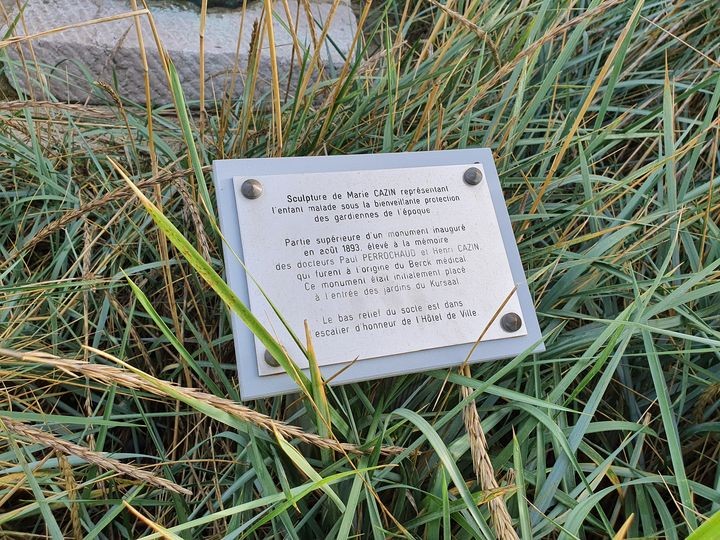 Sculpture de Marie CAZIN représentant
l'enfant malade sous la bienveillante protection
des gardiennes de l'époque
Partie supérieure d'un monument inauguré
en août 1893, élevé à la mémoire
des docteurs Paul PERROCHAUD et Henri CAZIN,
qui furent à l'origine du Berck médical
Ce monument était initialement placé
à l'entrée des jardins du Kursaal.
Le bas relief du socle est dans
escalier d'honneur de l'Hôtel de Ville